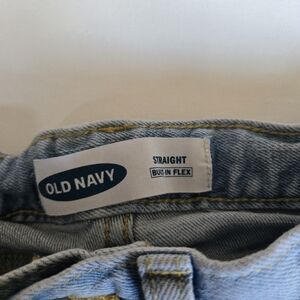 OLD NAVY
STRAIGHT
BUILT-IN FLEX